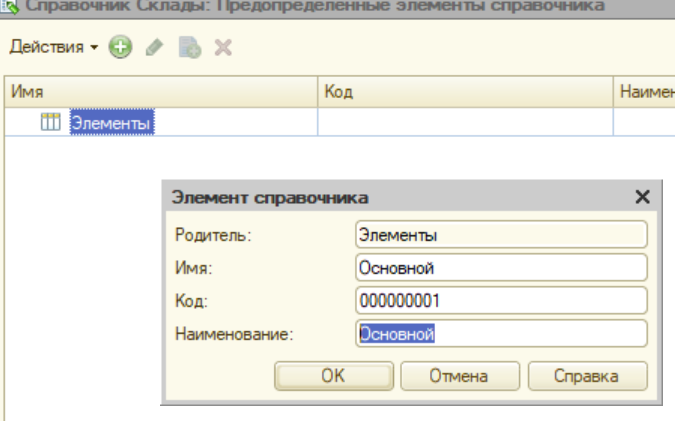 Справочник Склады: Предопределенные элементы справочника
Действия
Имя Код Наимен
Элементы
Элемент справочника
Родитель: Элементы
Имя: Основной
Код: 000000001
Наименование: Основной
OK Отмена Справка